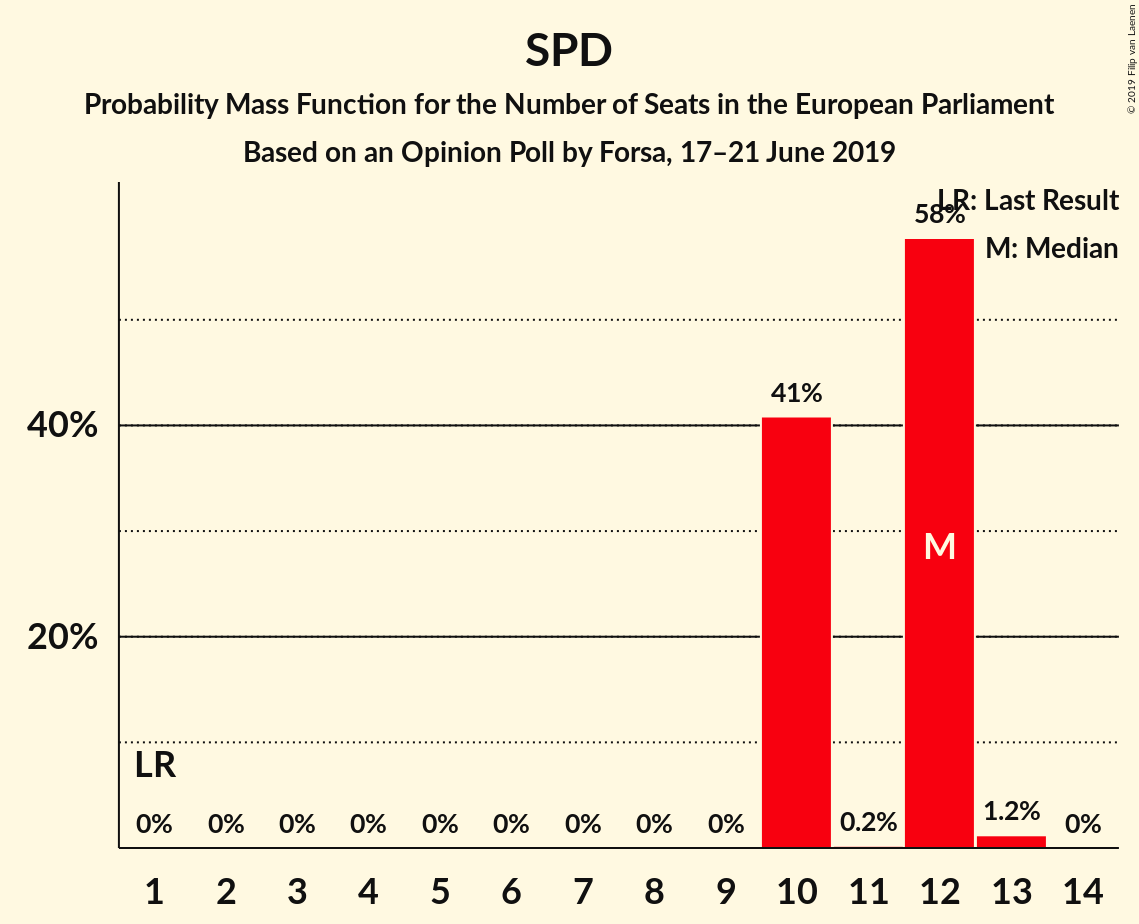 SPD
Probability Mass Function for the Number of Seats in the European Parliament
Based on an Opinion Poll by Forsa, 17–21 June 2019
© 2019 Filip van Laenen
LR: Last Result
M: Median
58%
41%
40%
M
20%
LR
0% 0% 0% 0% 0% 0% 0% 0% 0% 0.2% 1.2% 0%
1 2 3 4 5 6 7 8 9 10 11 12 13 14